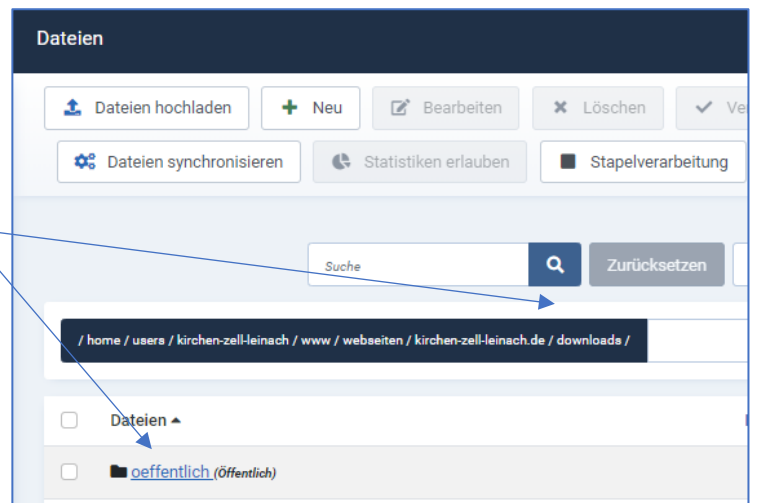 Dateien
Dateien hochladen Neu Bearbeiten Löschen Ve
Dateien synchronisieren Statistiken erlauben Stapelverarbeitung
Suche Zurücksetzen
/ home / users / kirchen-zell-leinach / www / webseiten / kirchen-zell-leinach.de / downloads /
Dateien
oeffentlich (Öffentlich)